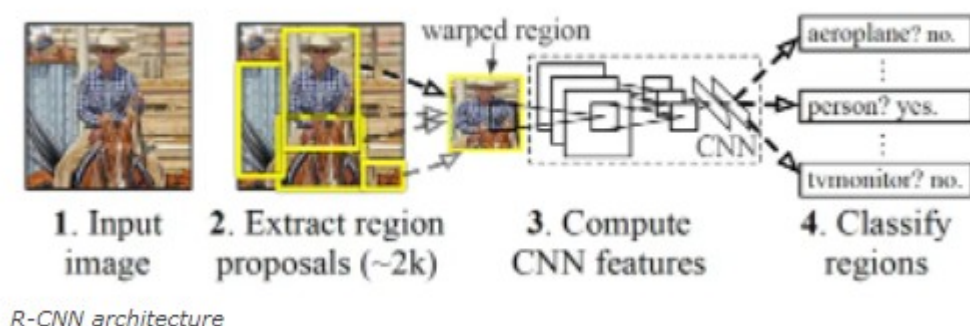 warped region
aeroplane? no.
person? yes.
CNN
tvmonitor? no.
1. Input
image
2. Extract region
proposals (~2k)
3. Compute
CNN features
4. Classify
regions
R-CNN architecture